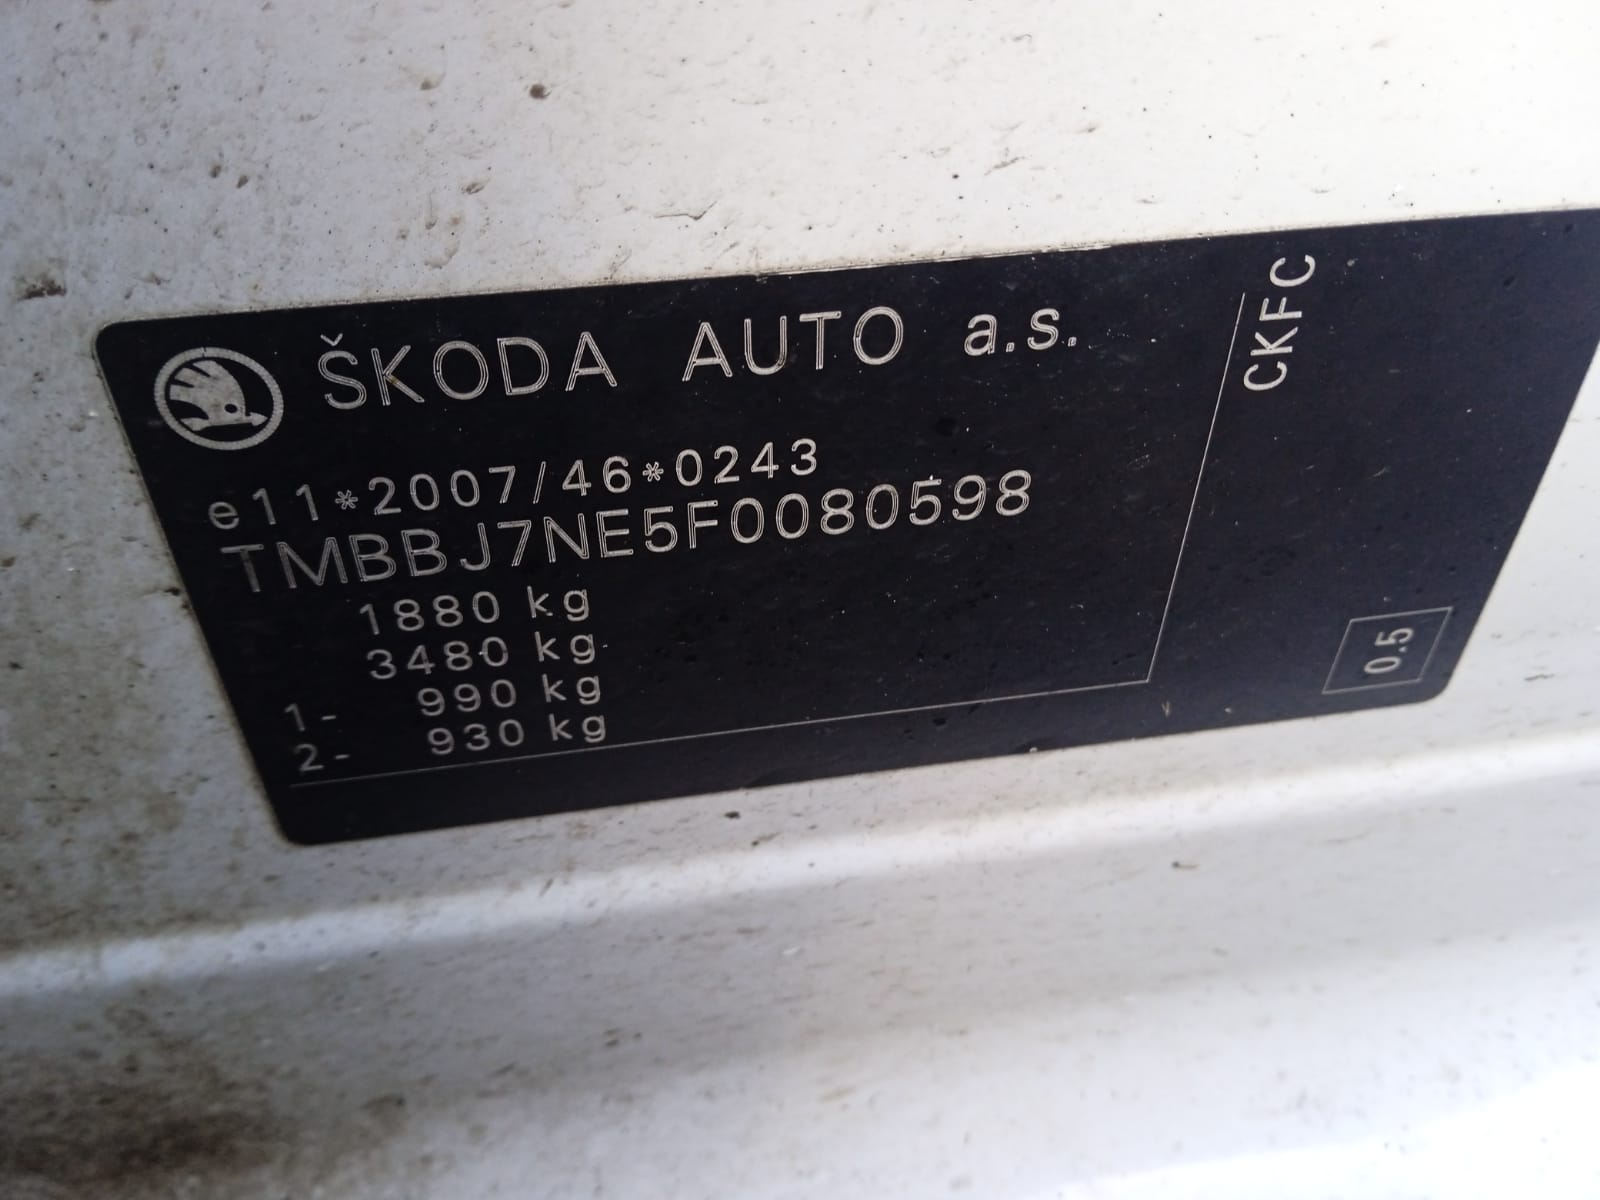 ŠKODA AUTO a.s.
e11*2007/46*0243
TMBBJ7NE5F0080598
1880 kg
3480 kg
1- 990 kg
2- 930 kg
CKFC
0.5